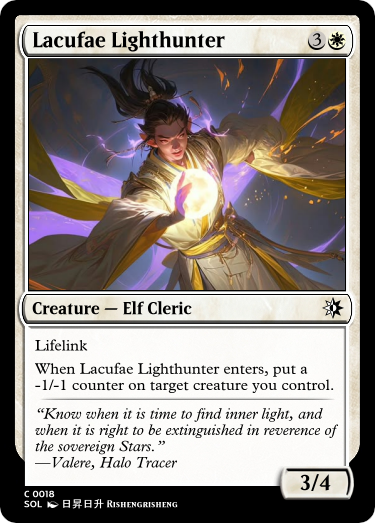 Lacufae Lighthunter 3
Creature — Elf Cleric
Lifelink
When Lacufae Lighthunter enters, put a
-1/-1 counter on target creature you control.
“Know when it is time to find inner light, and
when it is right to be extinguished in reverence of
the sovereign Stars.”
—Valere, Halo Tracer
3/4
C 0018
SOL 日昇日升 Rishengrisheng